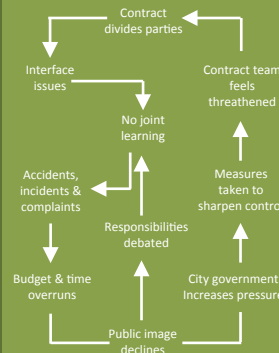 Contract
divides parties
Interface
issues
Contract team
feels
threathened
No joint
learning
Accidents,
incidents &
complaints
Measures
taken to
sharpen contro
Responsibilities
debated
Budget & time
overruns
City government
Increases pressure
Public image
declines